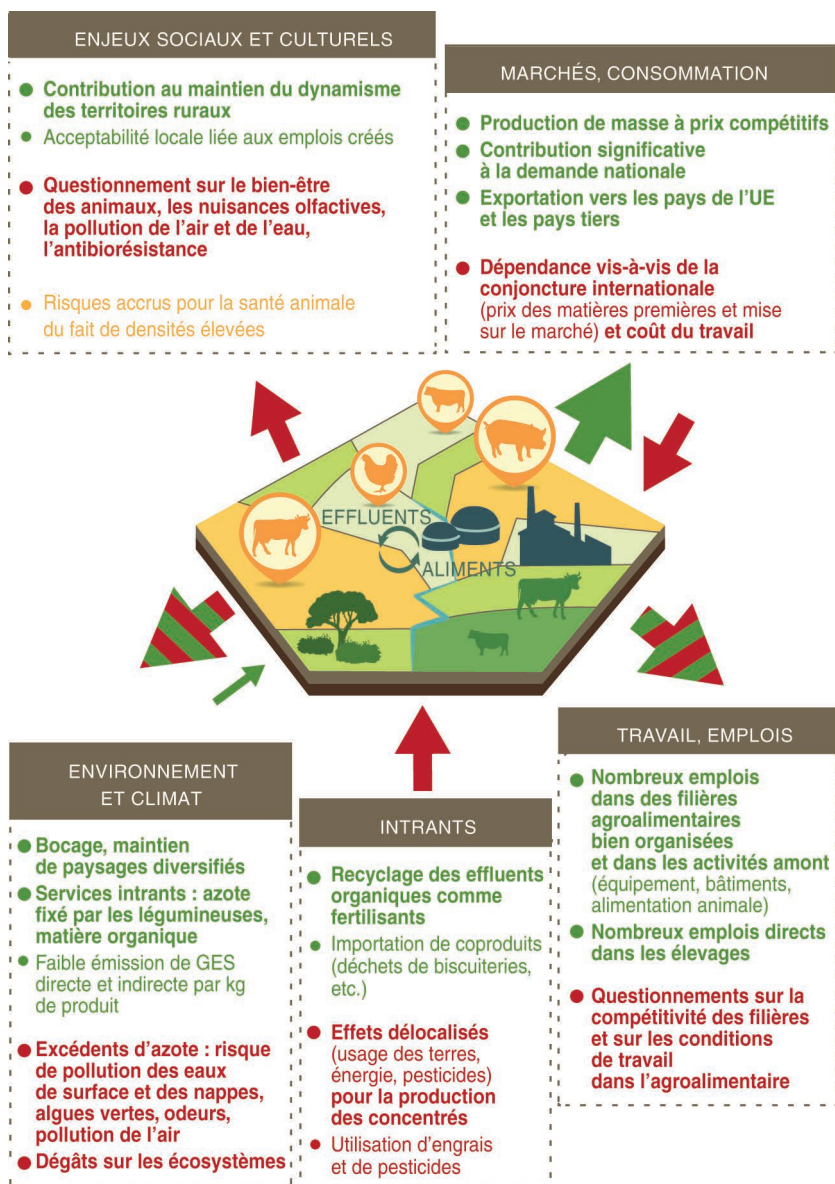 ENJEUX SOCIAUX ET CULTURELS
● Contribution au maintien du dynamisme
des territoires ruraux
● Acceptabilité locale liée aux emplois créés
● Questionnement sur le bien-être
des animaux, les nuisances olfactives,
la pollution de l'air et de l'eau,
l'antibiorésistance
● Risques accrus pour la santé animale
du fait de densités élevées
MARCHÉS, CONSOMMATION
● Production de masse à prix compétitifs
● Contribution significative
à la demande nationale
● Exportation vers les pays de l'UE
et les pays tiers
● Dépendance vis-à-vis de la
conjoncture internationale
(prix des matières premières et mise
sur le marché) et coût du travail
EFFLUENTS
ALIMENTS
ENVIRONNEMENT
ET CLIMAT
● Bocage, maintien
de paysages diversifiés
● Services intrants : azote
fixé par les légumineuses,
matière organique
● Faible émission de GES
directe et indirecte par kg
de produit
● Excédents d'azote : risque
de pollution des eaux
de surface et des nappes,
algues vertes, odeurs,
pollution de l'air
● Dégâts sur les écosystèmes
INTRANTS
● Recyclage des effluents
organiques comme
fertilisants
● Importation de coproduits
(déchets de biscuiteries,
etc.)
● Effets délocalisés
(usage des terres,
énergie, pesticides)
pour la production
des concentrés
● Utilisation d'engrais
et de pesticides
TRAVAIL, EMPLOIS
● Nombreux emplois
dans des filières
agroalimentaires
bien organisées
et dans les activités amont
(équipement, bâtiments,
alimentation animale)
● Nombreux emplois directs
dans les élevages
● Questionnements sur la
compétitivité des filières
et sur les conditions
de travail
dans l'agroalimentaire